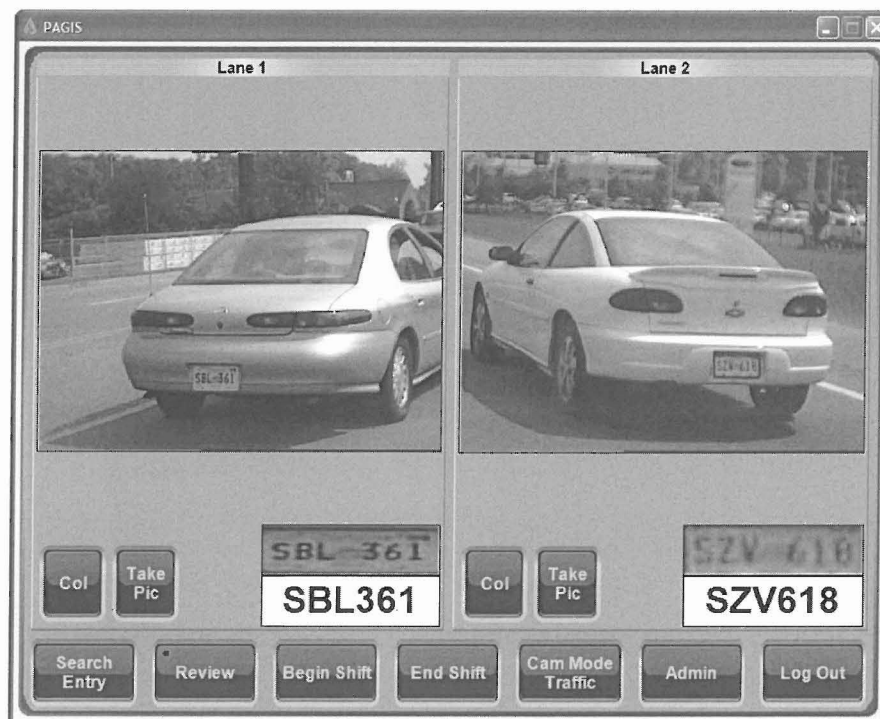 PAGIS
Lane 1
Lane 2
SBL-361
SZV-618
Col
Take
Pic
SBL-361
SBL361
Col
Take
Pic
SZV 618
SZV618
Search
Entry
Review
Begin Shift
End Shift
Cam Mode
Traffic
Admin
Log Out